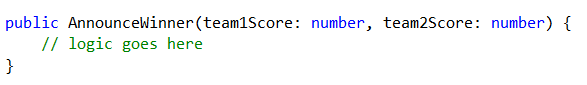 public AnnounceWinner(team1Score: number, team2Score: number) {
    // logic goes here
}